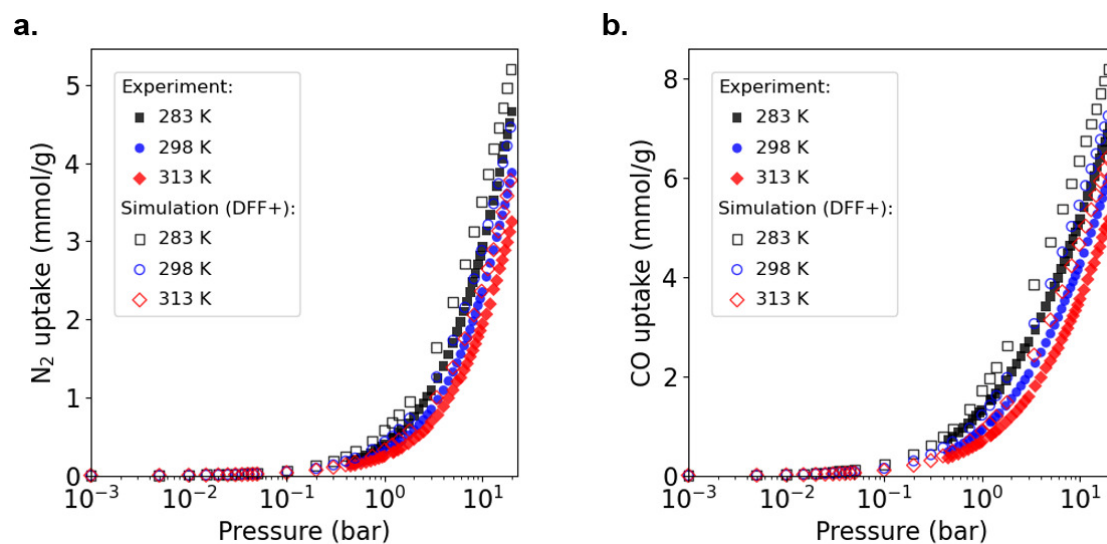 a.
N₂ uptake (mmol/g)
5
4
3
2
1
0
Experiment:
283 K
298 K
313 K
Simulation (DFF+):
283 K
298 K
313 K
10⁻³ 10⁻² 10⁻¹ 10⁰ 10¹
Pressure (bar)
b.
CO uptake (mmol/g)
8
6
4
2
0
Experiment:
283 K
298 K
313 K
Simulation (DFF+):
283 K
298 K
313 K
10⁻³ 10⁻² 10⁻¹ 10⁰ 10¹
Pressure (bar)